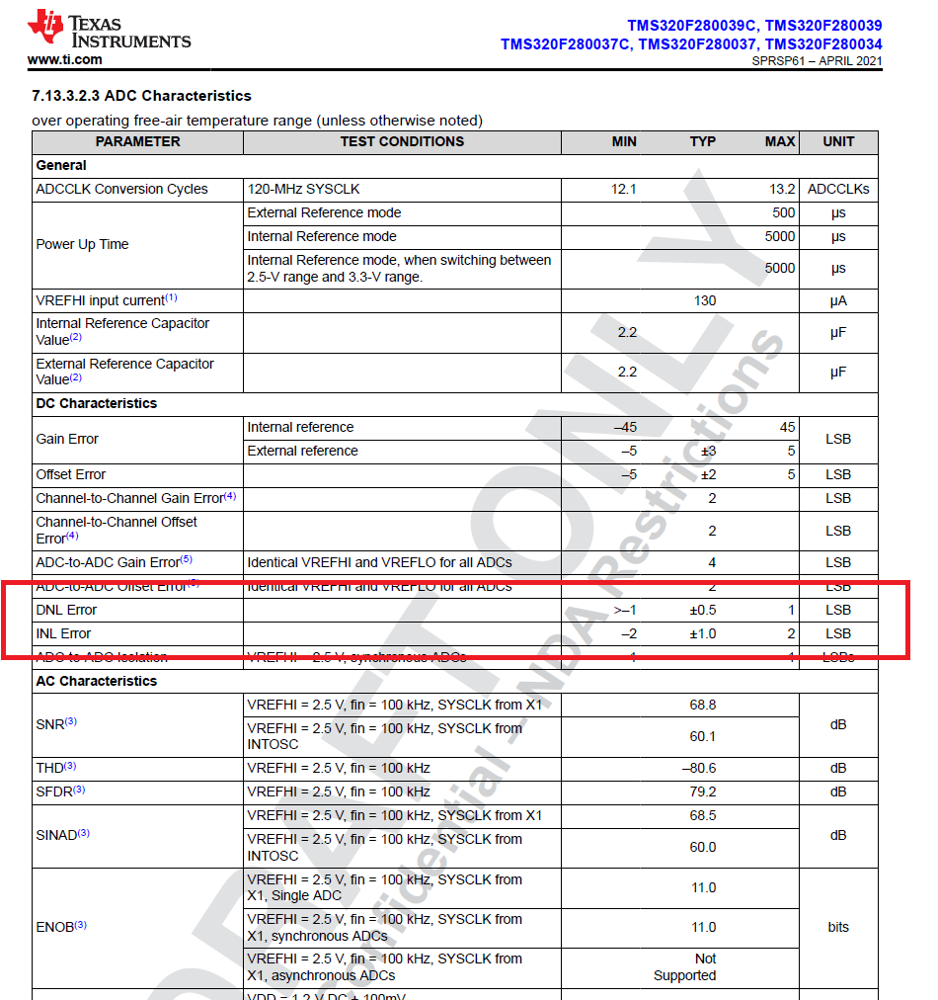 TEXAS
INSTRUMENTS
www.ti.com
TMS320F280039C, TMS320F280039
TMS320F280037C, TMS320F280037, TMS320F280034
SPRSP61 – APRIL 2021
7.13.3.2.3 ADC Characteristics
over operating free-air temperature range (unless otherwise noted)
PARAMETER TEST CONDITIONS MIN TYP MAX UNIT
General
ADCCLK Conversion Cycles 120-MHz SYSCLK 12.1 13.2 ADCCLKs
Power Up Time
External Reference mode 500 µs
Internal Reference mode 5000 µs
Internal Reference mode, when switching between
2.5-V range and 3.3-V range. 5000 µs
VREFHI input current(1) 130 µA
Internal Reference Capacitor
Value(2) 2.2 µF
External Reference Capacitor
Value(2) 2.2 µF
DC Characteristics
Gain Error
Internal reference –45 45
LSB
External reference –5 ±3 5
Offset Error –5 ±2 5 LSB
Channel-to-Channel Gain Error(4) 2 LSB
Channel-to-Channel Offset
Error(4) 2 LSB
ADC-to-ADC Gain Error(5) Identical VREFHI and VREFLO for all ADCs 4 LSB
ADC-to-ADC Offset Error(5) Identical VREFHI and VREFLO for all ADCs 2 LSB
DNL Error >–1 ±0.5 1 LSB
INL Error –2 ±1.0 2 LSB
ADC-to-ADC Isolation VREFHI = 2.5 V, synchronous ADCs –1 1 LSBs
AC Characteristics
SNR(3)
VREFHI = 2.5 V, fin = 100 kHz, SYSCLK from X1 68.8
dB
VREFHI = 2.5 V, fin = 100 kHz, SYSCLK from
INTOSC 60.1
THD(3) VREFHI = 2.5 V, fin = 100 kHz –80.6 dB
SFDR(3) VREFHI = 2.5 V, fin = 100 kHz 79.2 dB
SINAD(3)
VREFHI = 2.5 V, fin = 100 kHz, SYSCLK from X1 68.5
dB
VREFHI = 2.5 V, fin = 100 kHz, SYSCLK from
INTOSC 60.0
ENOB(3)
VREFHI = 2.5 V, fin = 100 kHz, SYSCLK from
X1, Single ADC 11.0
VREFHI = 2.5 V, fin = 100 kHz, SYSCLK from
X1, synchronous ADCs 11.0
bits
VREFHI = 2.5 V, fin = 100 kHz, SYSCLK from
X1, asynchronous ADCs
Not
Supported
VDD = 1.2 V DC + 100mV
DRAFT ONLY
Confidential – NDA Restrictions